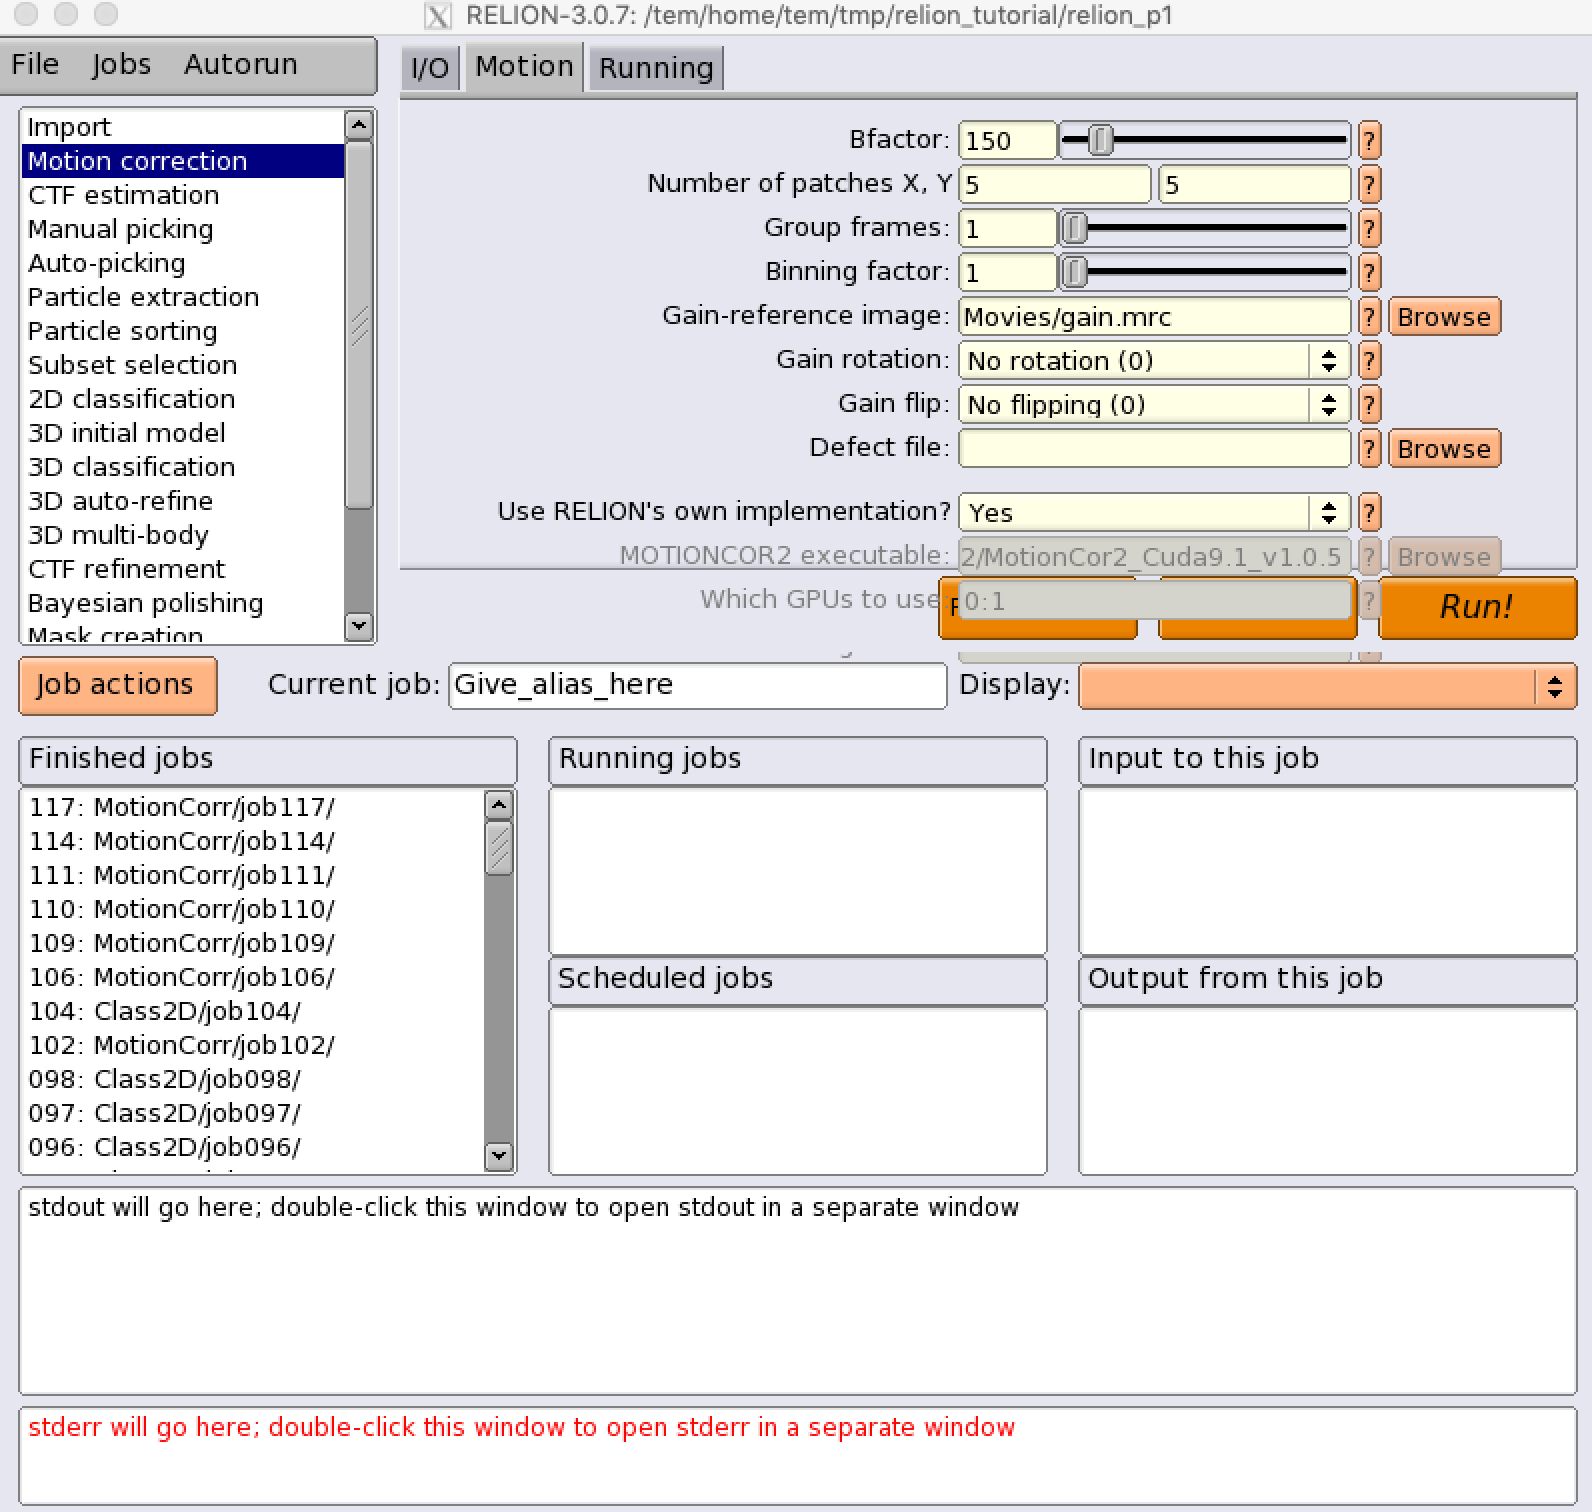 RELION-3.0.7: /tem/home/tem/tmp/relion_tutorial/relion_p1
File Jobs Autorun
I/O Motion Running
Import
Motion correction
CTF estimation
Manual picking
Auto-picking
Particle extraction
Particle sorting
Subset selection
2D classification
3D initial model
3D classification
3D auto-refine
3D multi-body
CTF refinement
Bayesian polishing
Mask creation
Bfactor: 150 ?
Number of patches X, Y 5 5 ?
Group frames: 1 ?
Binning factor: 1 ?
Gain-reference image: Movies/gain.mrc ? Browse
Gain rotation: No rotation (0) ?
Gain flip: No flipping (0) ?
Defect file: ? Browse
Use RELION's own implementation? Yes ?
MOTIONCOR2 executable: 2/MotionCor2_Cuda9.1_v1.0.5 ? Browse
Which GPUs to use: 0:1 ?
Run!
Job actions Current job: Give_alias_here Display:
Finished jobs
117: MotionCorr/job117/
114: MotionCorr/job114/
111: MotionCorr/job111/
110: MotionCorr/job110/
109: MotionCorr/job109/
106: MotionCorr/job106/
104: Class2D/job104/
102: MotionCorr/job102/
098: Class2D/job098/
097: Class2D/job097/
096: Class2D/job096/
Running jobs
Scheduled jobs
Input to this job
Output from this job
stdout will go here; double-click this window to open stdout in a separate window
stderr will go here; double-click this window to open stderr in a separate window